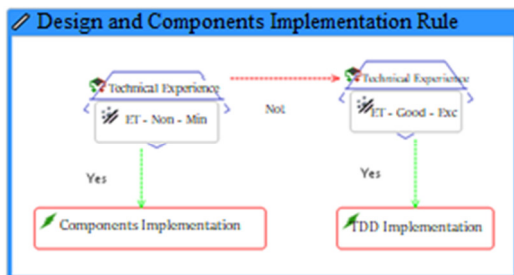 Design and Components Implementation Rule
Technical Experience
Technical Experience
ET - Non - Min
Not
ET - Good - Exc
Yes
Yes
Components Implementation
TDD Implementation